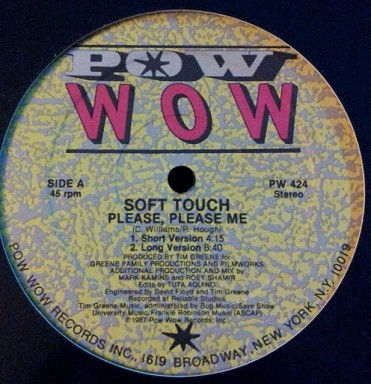 POW
WOW
SIDE A
45 rpm
PW 424
Stereo
SOFT TOUCH
PLEASE, PLEASE ME
(C. Williams/R. Hough)
1. Short Version 4:15
2. Long Version 6:40
PRODUCED BY TIM GREENE for
GREENE FAMILY PRODUCTIONS AND FILMWORKS
ADDITIONAL PRODUCTION AND MIX by
MARK KAMINS and ROEY SHAMIR
Edits by TUTA AQUINO
Engineered by David Floyd and Tim Greene
Recorded at Reliable Studios
Tim Greene Music, administered by Bug Music/Save Shaw
University Music/Frankie Robinson Music (ASCAP)
©1987 Pow Wow Records, Inc.
POW WOW RECORDS INC., 1619 BROADWAY, NEW YORK, N.Y. 10019